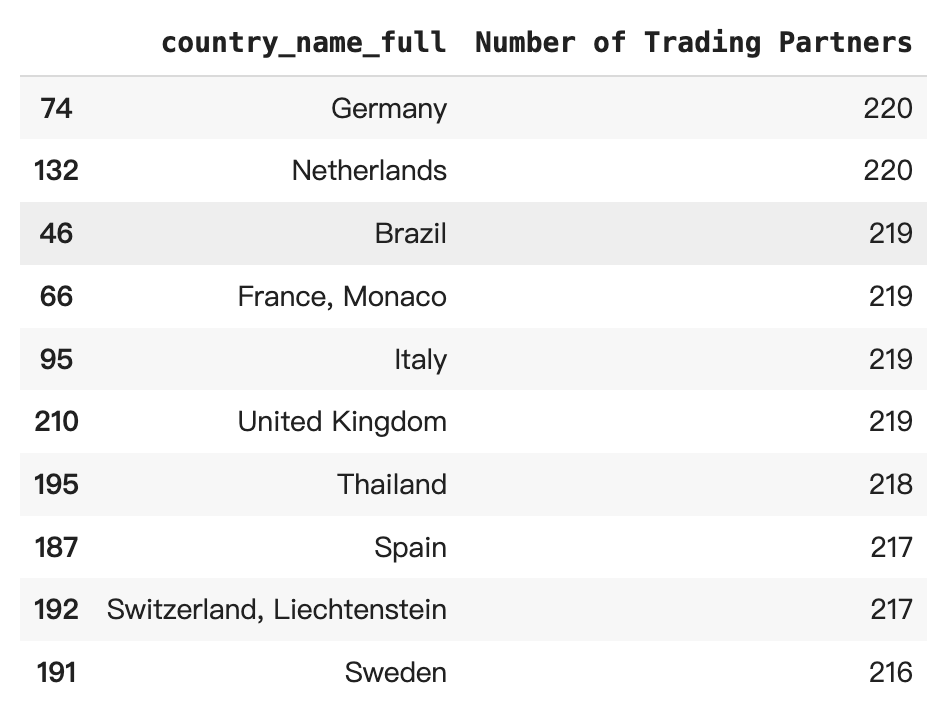 country_name_full Number of Trading Partners
74 Germany 220
132 Netherlands 220
46 Brazil 219
66 France, Monaco 219
95 Italy 219
210 United Kingdom 219
195 Thailand 218
187 Spain 217
192 Switzerland, Liechtenstein 217
191 Sweden 216